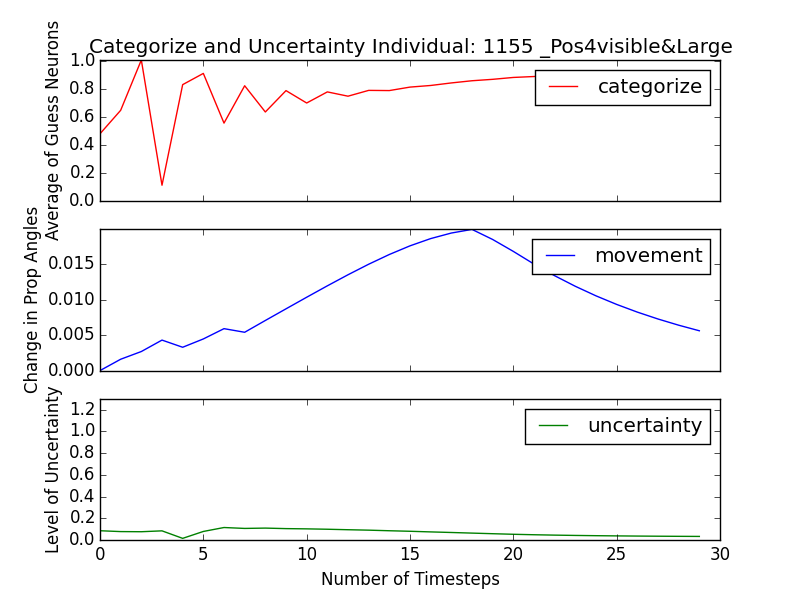 Categorize and Uncertainty Individual: 1155 _Pos4visible&Large
Average of Guess Neurons
1.0
0.8
0.6
0.4
0.2
0.0
categorize
Change in Prop Angles
0.015
0.010
0.005
0.000
movement
Level of Uncertainty
1.2
1.0
0.8
0.6
0.4
0.2
0.0
uncertainty
0 5 10 15 20 25 30
Number of Timesteps